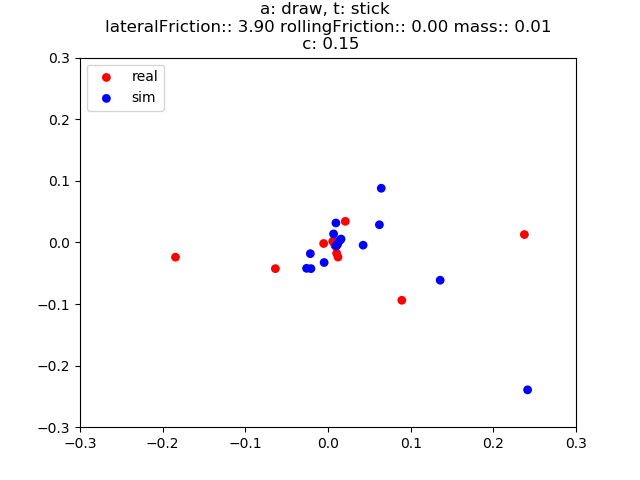 a: draw, t: stick
lateralFriction:: 3.90 rollingFriction:: 0.00 mass:: 0.01
c: 0.15
real
sim
0.3
0.2
0.1
0.0
−0.1
−0.2
−0.3
−0.3
−0.2
−0.1
0.0
0.1
0.2
0.3